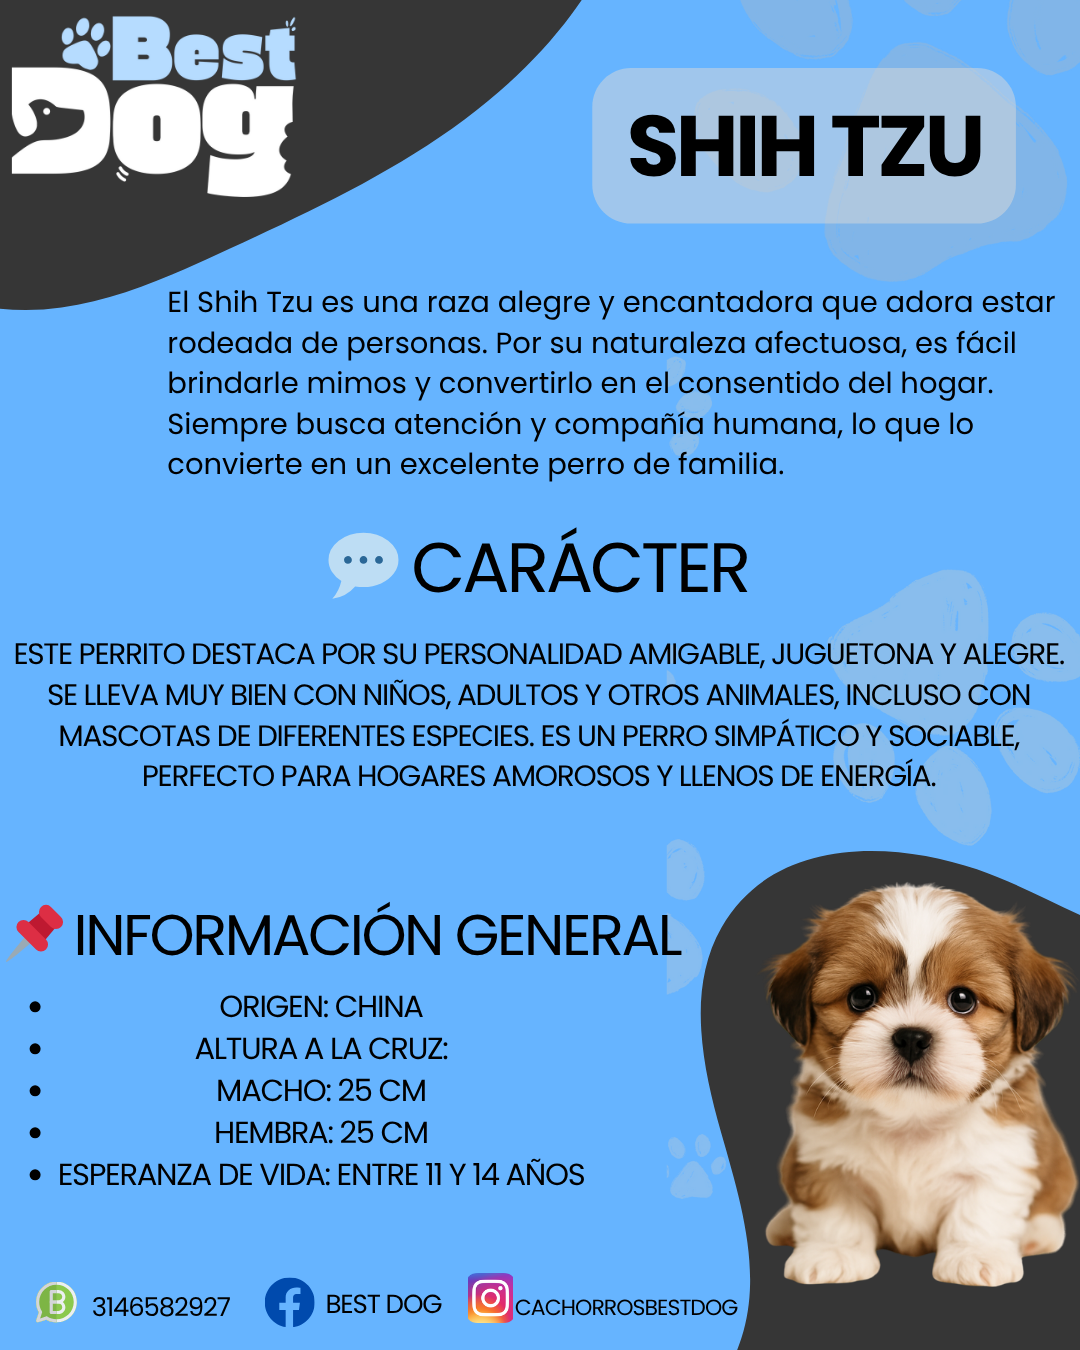 Best
Dog
SHIH TZU
El Shih Tzu es una raza alegre y encantadora que adora estar
rodeada de personas. Por su naturaleza afectuosa, es fácil
brindarle mimos y convertirlo en el consentido del hogar.
Siempre busca atención y compañía humana, lo que lo
convierte en un excelente perro de familia.
CARÁCTER
ESTE PERRITO DESTACA POR SU PERSONALIDAD AMIGABLE, JUGUETONA Y ALEGRE.
SE LLEVA MUY BIEN CON NIÑOS, ADULTOS Y OTROS ANIMALES, INCLUSO CON
MASCOTAS DE DIFERENTES ESPECIES. ES UN PERRO SIMPÁTICO Y SOCIABLE,
PERFECTO PARA HOGARES AMOROSOS Y LLENOS DE ENERGÍA.
INFORMACIÓN GENERAL
• ORIGEN: CHINA
• ALTURA A LA CRUZ:
• MACHO: 25 CM
• HEMBRA: 25 CM
• ESPERANZA DE VIDA: ENTRE 11 Y 14 AÑOS
B 3146582927 BEST DOG CACHORROSBESTDOG